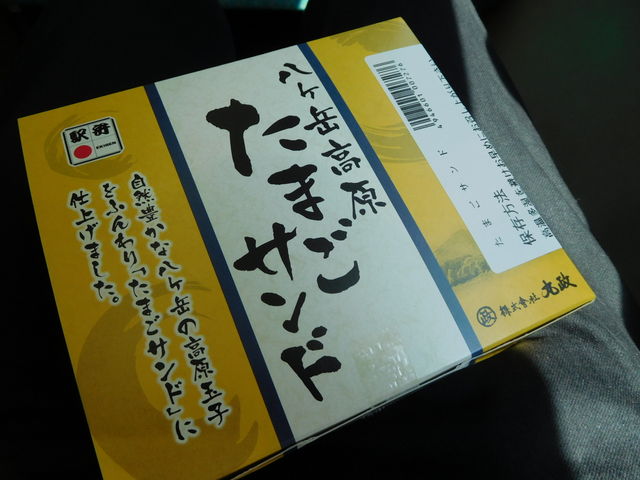 駅弁
EKIBEN
八ヶ岳高原
たまごサンド
自然豊かな八ヶ岳の高原玉子
をふんわり「たまごサンド」に
仕上げました。
たまごサンド
保存方法
株式會社 丸政